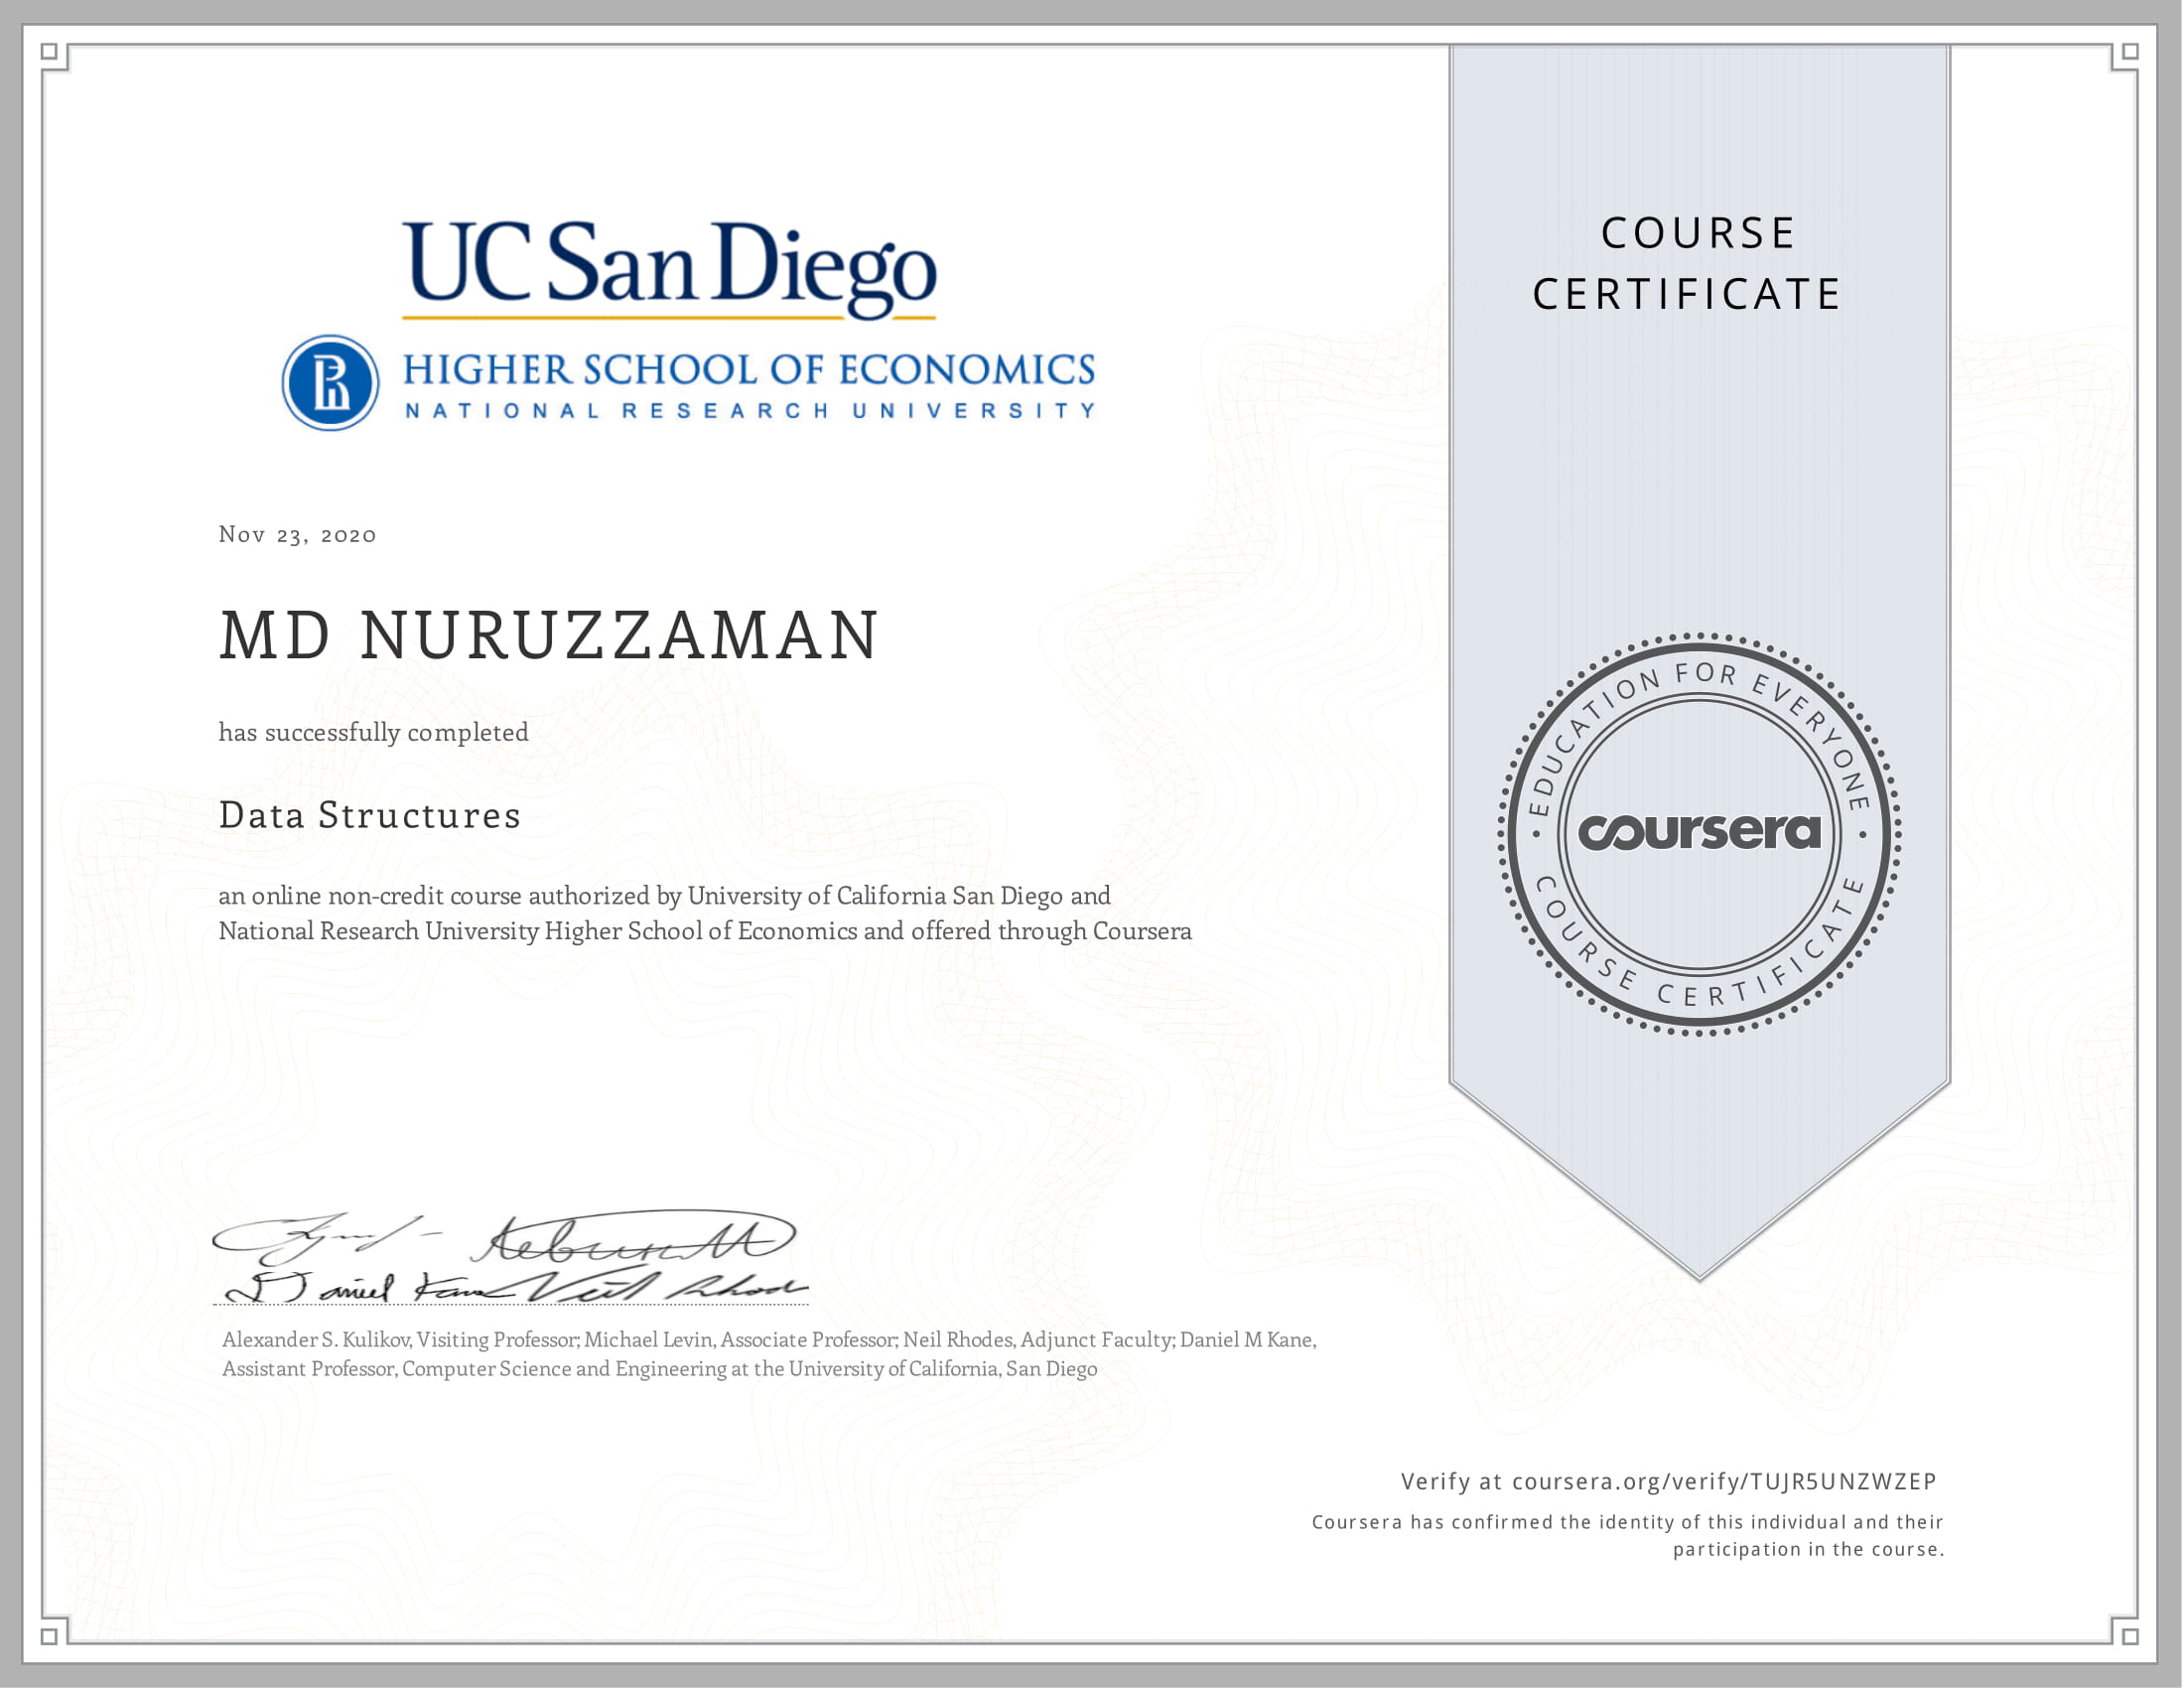 UC San Diego
HIGHER SCHOOL OF ECONOMICS
NATIONAL RESEARCH UNIVERSITY
COURSE
CERTIFICATE
Nov 23, 2020
MD NURUZZAMAN
has successfully completed
Data Structures
an online non-credit course authorized by University of California San Diego and
National Research University Higher School of Economics and offered through Coursera
EDUCATION FOR EVERYONE
coursera
COURSE CERTIFICATE
Daniel Kane Neil Rhodes
Alexander S. Kulikov, Visiting Professor; Michael Levin, Associate Professor; Neil Rhodes, Adjunct Faculty; Daniel M Kane,
Assistant Professor, Computer Science and Engineering at the University of California, San Diego
Verify at coursera.org/verify/TUJR5UNZWZEP
Coursera has confirmed the identity of this individual and their
participation in the course.